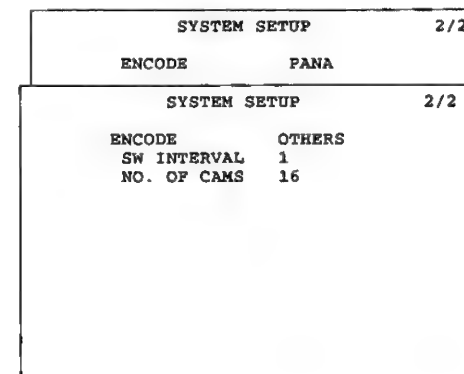 SYSTEM SETUP 2/2
ENCODE PANA
SYSTEM SETUP 2/2
ENCODE OTHERS
SW INTERVAL 1
NO. OF CAMS 16